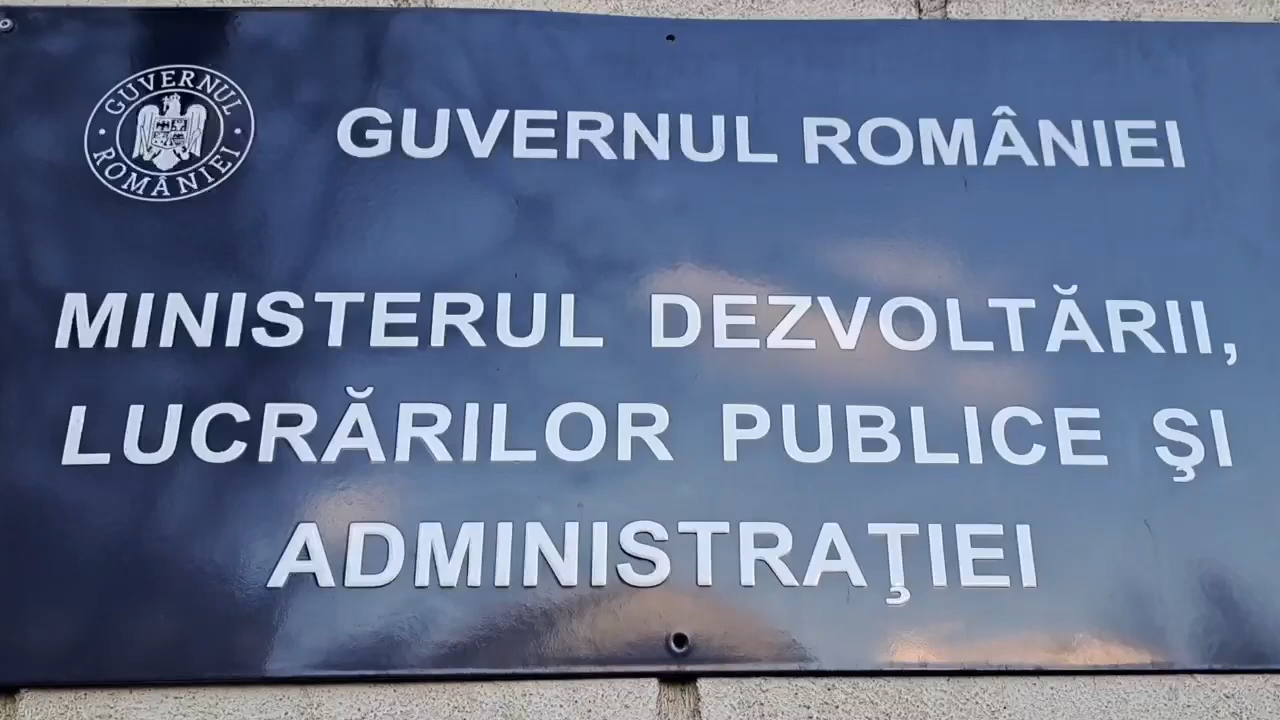 GUVERNUL ROMÂNIEI
GUVERNUL ROMÂNIEI
MINISTERUL DEZVOLTĂRII,
LUCRĂRILOR PUBLICE ŞI
ADMINISTRAŢIEI